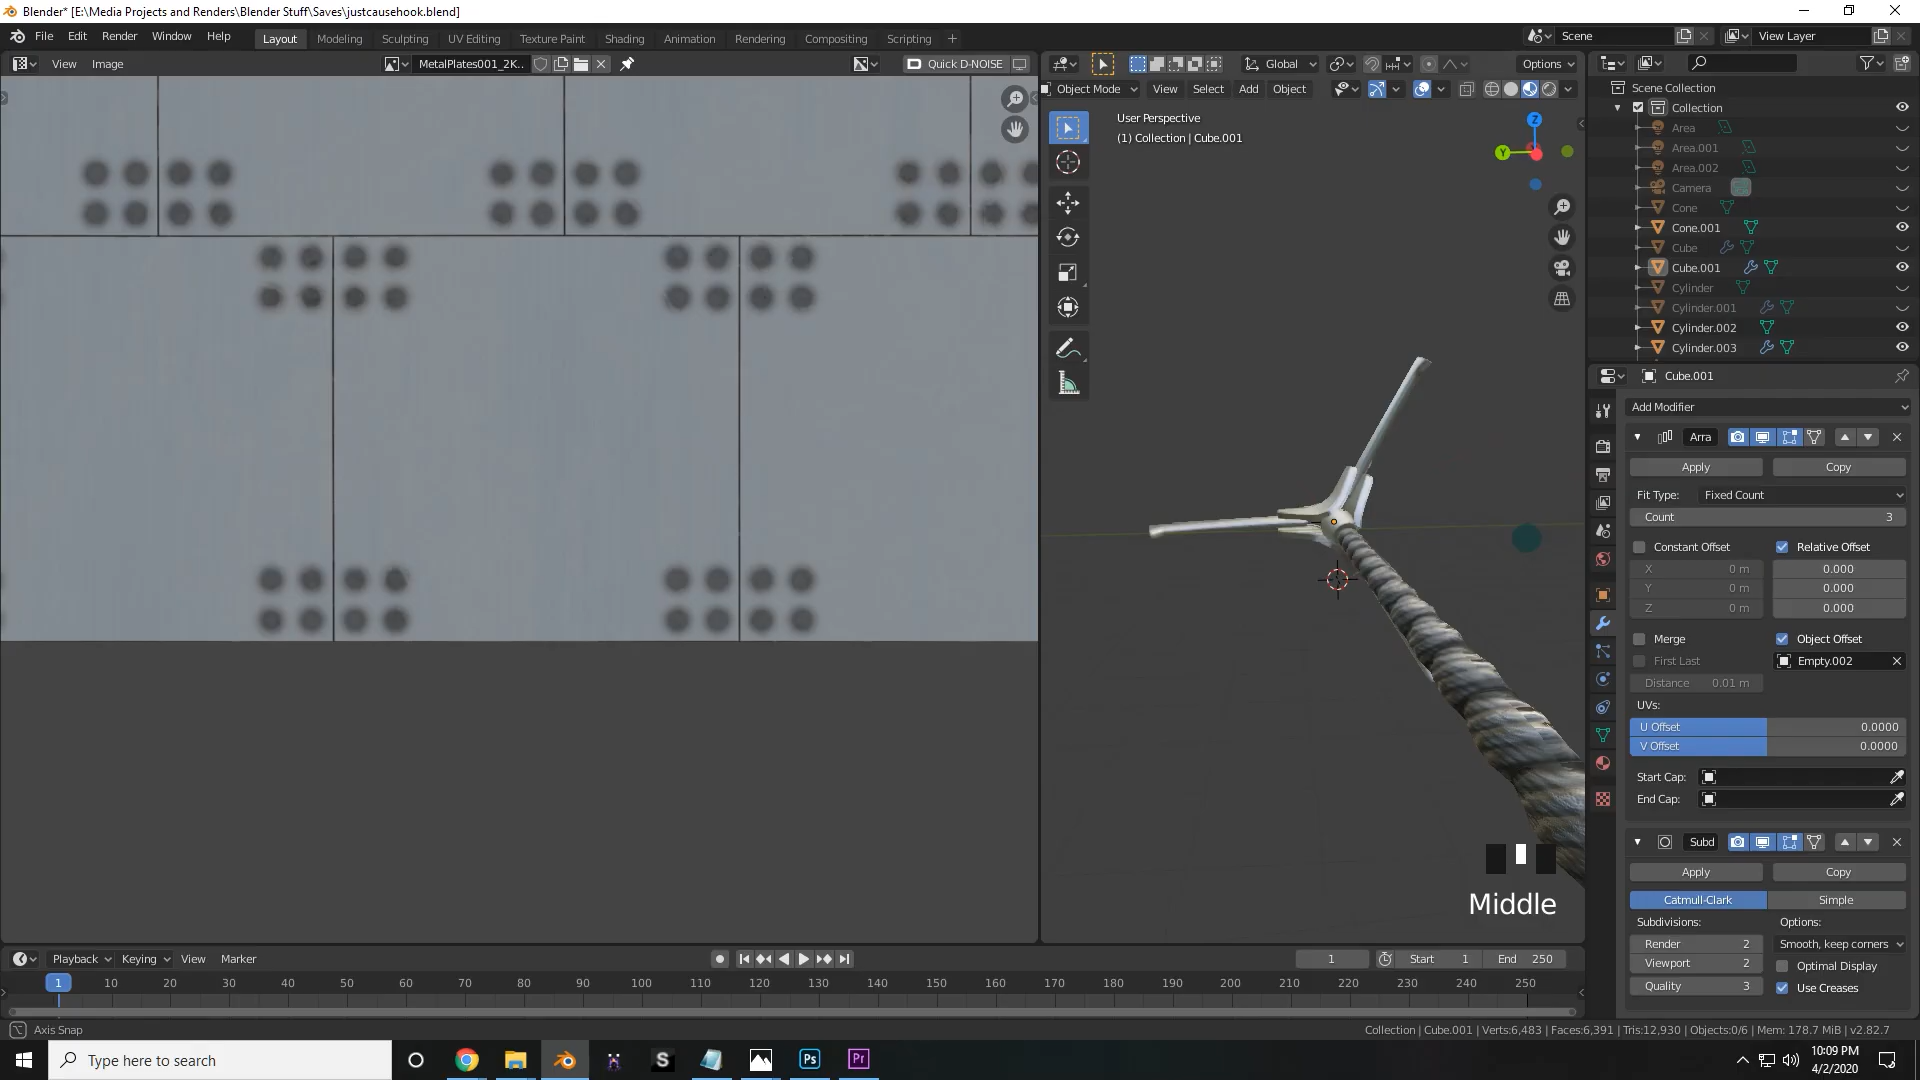 Blender* [E:\Media Projects and Renders\Blender Stuff\Saves\justcausehook.blend]
File Edit Render Window Help Layout Modeling Sculpting UV Editing Texture Paint Shading Animation Rendering Compositing Scripting + Scene View Layer
View Image MetalPlates001_2K.. Quick D-NOISE Global Options
Object Mode View Select Add Object
User Perspective
(1) Collection | Cube.001
Z
Y
Scene Collection
Collection
Area
Area.001
Area.002
Camera
Cone
Cone.001
Cube
Cube.001
Cylinder
Cylinder.001
Cylinder.002
Cylinder.003
Cube.001
Add Modifier
Arra
Apply Copy
Fit Type: Fixed Count
Count 3
Constant Offset Relative Offset
X 0 m 0.000
Y 0 m 0.000
Z 0 m 0.000
Merge Object Offset
First Last Empty.002
Distance 0.01 m
UVs:
U Offset 0.0000
V Offset 0.0000
Start Cap:
End Cap:
Subd
Apply Copy
Catmull-Clark Simple
Subdivisions: Options:
Render 2 Smooth, keep corners
Viewport 2 Optimal Display
Quality 3 Use Creases
Middle
Playback Keying View Marker 1 Start 1 End 250
1 10 20 30 40 50 60 70 80 90 100 110 120 130 140 150 160 170 180 190 200 210 220 230 240 250
Axis Snap Collection | Cube.001 | Verts:6,483 | Faces:6,391 | Tris:12,930 | Objects:0/6 | Mem: 178.7 MiB | v2.82.7
Type here to search S Ps Pr
10:09 PM
4/2/2020